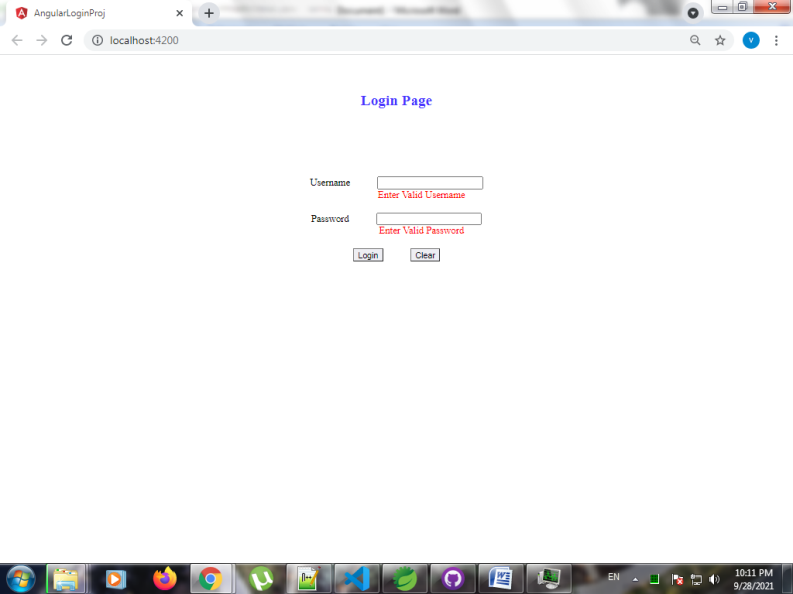 AngularLoginProj
localhost:4200
V
Login Page
Username
Enter Valid Username
Password
Enter Valid Password
Login Clear
EN
10:11 PM
9/28/2021